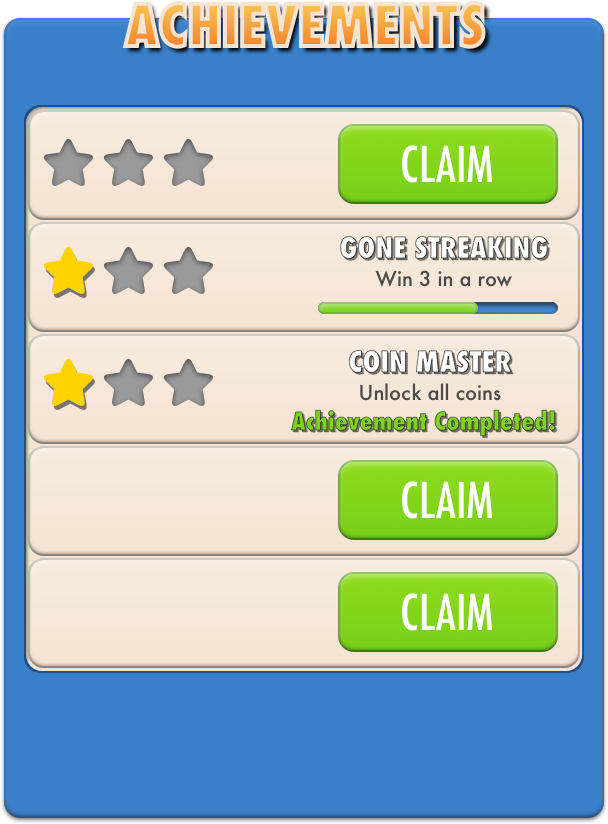 ACHIEVEMENTS
CLAIM
GONE STREAKING
Win 3 in a row
COIN MASTER
Unlock all coins
Achievement Completed!
CLAIM
CLAIM